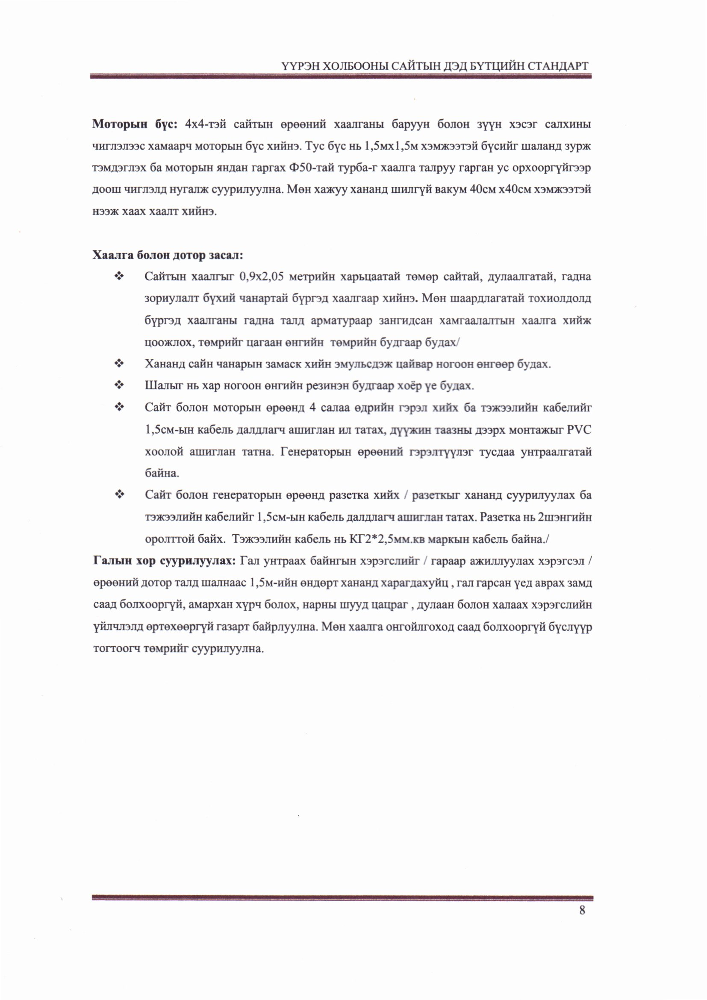 ҮҮРЭН ХОЛБООНЫ САЙТЫН ДЭД БҮТЦИЙН СТАНДАРТ
Моторын бүс: 4х4-тэй сайтын өрөөний хаалганы баруун болон зүүн хэсэг салхины
чиглэлээс хамаарч моторын бүс хийнэ. Тус бүс нь 1,5мх1,5м хэмжээтэй бүсийг шаланд зурж
тэмдэглэх ба моторын яндан гаргах Ф50-тай турба-г хаалга талруу гарган ус орхооргүйгээр
доош чиглэлд нугалж суурилуулна. Мөн хажуу хананд шилгүй вакум 40см х40см хэмжээтэй
нээж хаах хаалт хийнэ.
Хаалга болон дотор засал:
❖ Сайтын хаалгыг 0,9х2,05 метрийн харьцаатай төмөр сайтай, дулаалгатай, гадна
зориулалт бүхий чанартай бүргэд хаалгаар хийнэ. Мөн шаардлагатай тохиолдолд
бүргэд хаалганы гадна талд арматураар зангидсан хамгаалалтын хаалга хийж
цоожлох, төмрийг цагаан өнгийн  төмрийн будгаар будах/
❖ Хананд сайн чанарын замаск хийн эмульсдэж цайвар ногоон өнгөөр будах.
❖ Шалыг нь хар ногоон өнгийн резинэн будгаар хоёр үе будах.
❖ Сайт болон моторын өрөөнд 4 салаа өдрийн гэрэл хийх ба тэжээлийн кабелийг
1,5см-ын кабель далдлагч ашиглан ил татах, дүүжин таазны дээрх монтажыг PVC
хоолой ашиглан татна. Генераторын өрөөний гэрэлтүүлэг тусдаа унтраалгатай
байна.
❖ Сайт болон генераторын өрөөнд разетка хийх / разеткыг хананд суурилуулах ба
тэжээлийн кабелийг 1,5см-ын кабель далдлагч ашиглан татах. Разетка нь 2шэнгийн
оролттой байх.  Тэжээлийн кабель нь КГ2*2,5мм.кв маркын кабель байна./
Галын хор суурилуулах: Гал унтраах байнгын хэрэгслийг / гараар ажиллуулах хэрэгсэл /
өрөөний дотор талд шалнаас 1,5м-ийн өндөрт хананд харагдахуйц , гал гарсан үед аврах замд
саад болхооргүй, амархан хүрч болох, нарны шууд цацраг , дулаан болон халаах хэрэгслийн
үйлчлэлд өртөхөөргүй газарт байрлуулна. Мөн хаалга онгойлгоход саад болхооргүй бүслүүр
тогтоогч төмрийг суурилуулна.
8